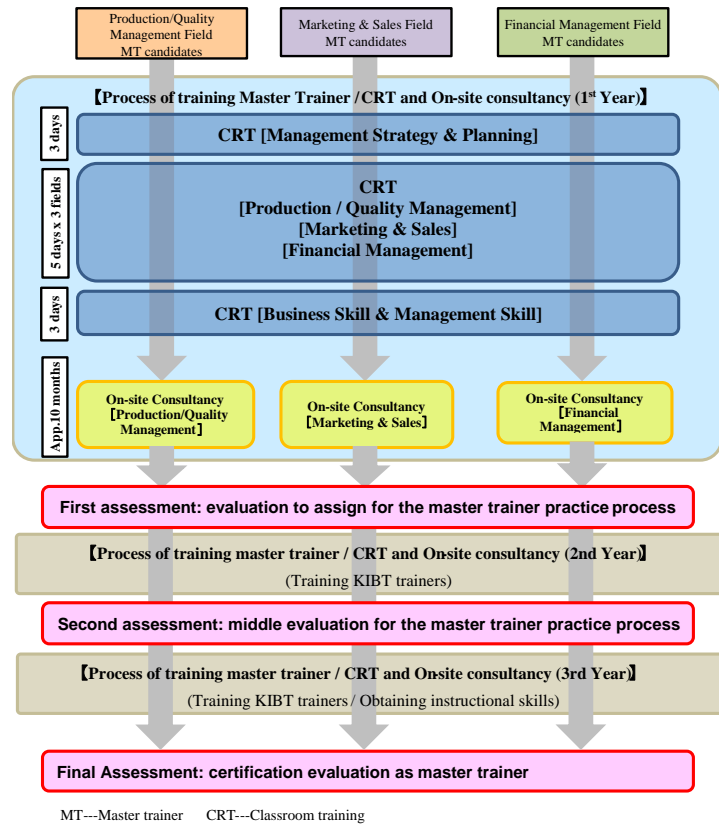 Production/Quality
Management Field
MT candidates
Marketing & Sales Field
MT candidates
Financial Management Field
MT candidates
【Process of training Master Trainer / CRT and On-site consultancy (1st Year)】
3 days
CRT [Management Strategy & Planning]
5 days x 3 fields
CRT
[Production / Quality Management]
[Marketing & Sales]
[Financial Management]
3 days
CRT [Business Skill & Management Skill]
App.10 months
On-site Consultancy
[Production/Quality
Management]
On-site Consultancy
[Marketing & Sales]
On-site Consultancy
[Financial
Management]
First assessment: evaluation to assign for the master trainer practice process
【Process of training master trainer / CRT and On-site consultancy (2nd Year)】
(Training KIBT trainers)
Second assessment: middle evaluation for the master trainer practice process
【Process of training master trainer / CRT and On-site consultancy (3rd Year)】
(Training KIBT trainers / Obtaining instructional skills)
Final Assessment: certification evaluation as master trainer
MT---Master trainer CRT---Classroom training